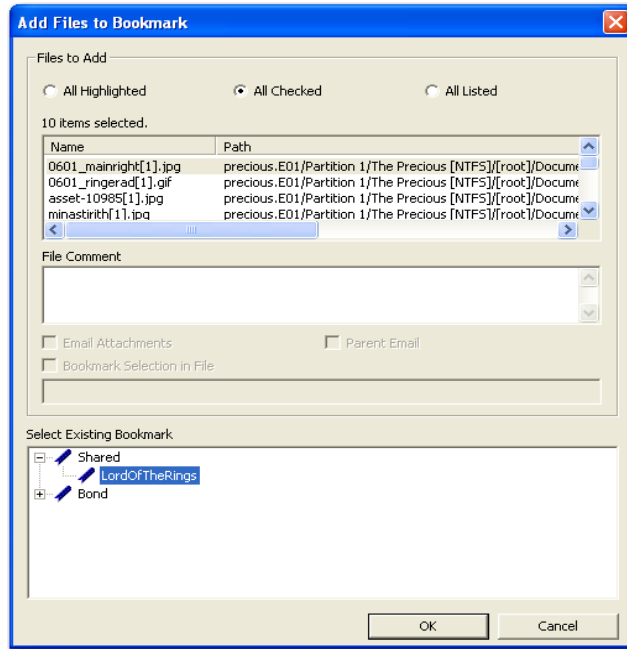 Add Files to Bookmark
Files to Add
All Highlighted All Checked All Listed
10 items selected.
Name Path
0601_mainright[1].jpg precious.E01/Partition 1/The Precious [NTFS]/[root]/Docume
0601_ringerad[1].gif precious.E01/Partition 1/The Precious [NTFS]/[root]/Docume
asset-10985[1].jpg precious.E01/Partition 1/The Precious [NTFS]/[root]/Docume
minastirith[1].jpg precious.E01/Partition 1/The Precious [NTFS]/[root]/Docume
File Comment
Email Attachments Parent Email
Bookmark Selection in File
Select Existing Bookmark
Shared
LordOfTheRings
Bond
OK Cancel